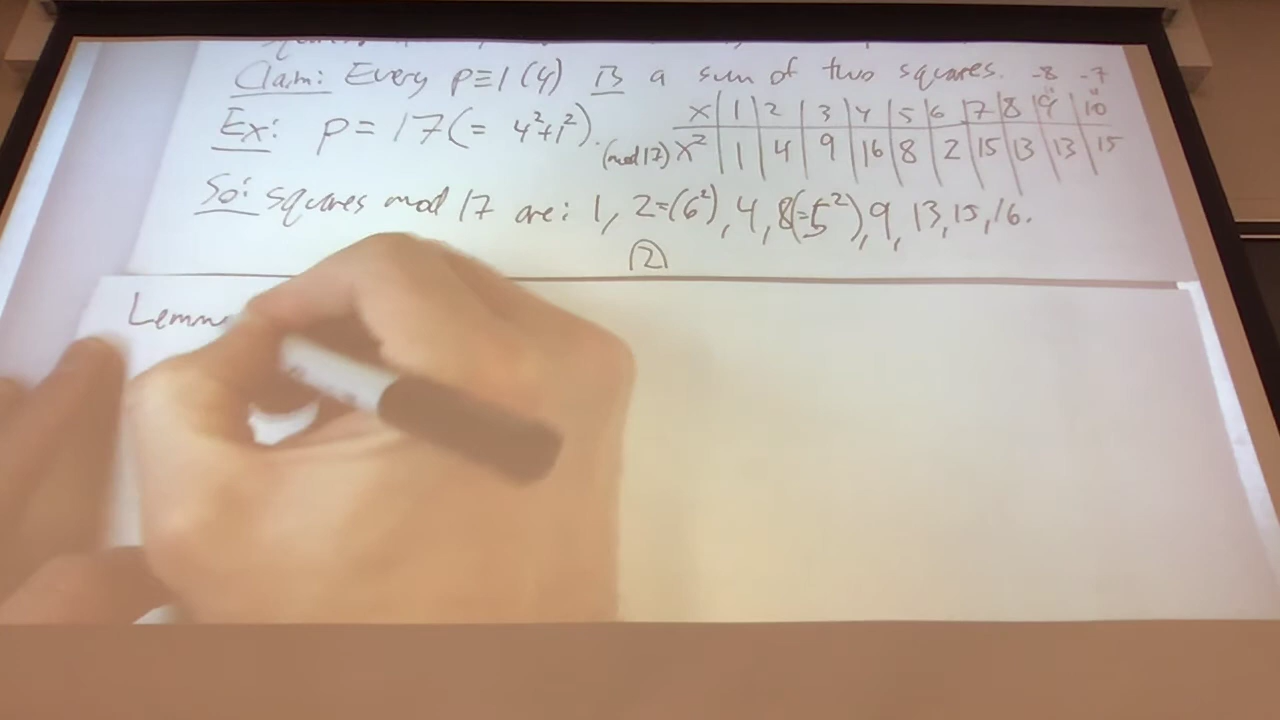 Claim: Every p≡1 (4) is a sum of two squares. -8 -7
Ex: p = 17 (= 4²+1²).
x | 1 | 2 | 3 | 4 | 5 | 6 | 7 | 8 | 9 | 10
(mod 17) x² | 1 | 4 | 9 | 16 | 8 | 2 | 15 | 13 | 13 | 15
So: squares mod 17 are: 1, 2=(6²), 4, 8(=5²), 9, 13, 15, 16.
②